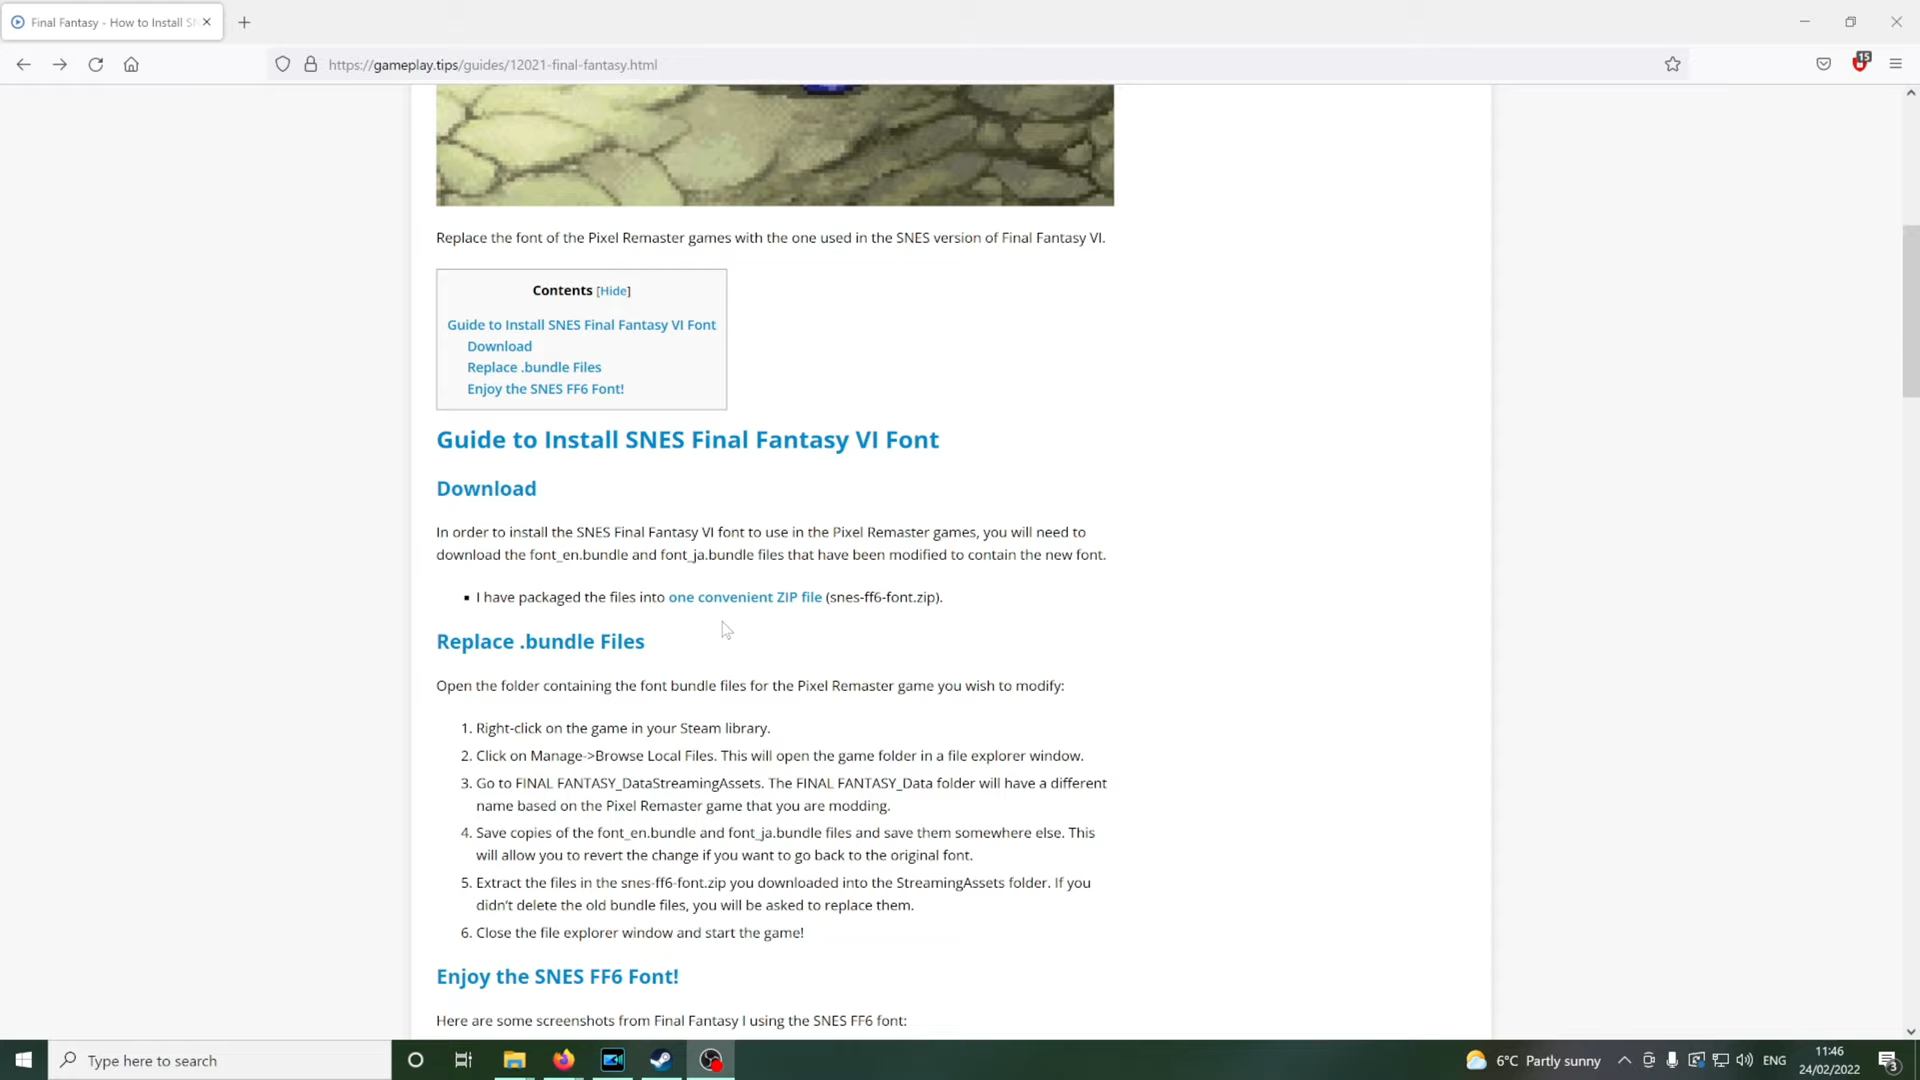 Final Fantasy - How to Install SN
https://gameplay.tips/guides/12021-final-fantasy.html
15
Replace the font of the Pixel Remaster games with the one used in the SNES version of Final Fantasy VI.
Contents [Hide]
Guide to Install SNES Final Fantasy VI Font
Download
Replace .bundle Files
Enjoy the SNES FF6 Font!
Guide to Install SNES Final Fantasy VI Font
Download
In order to install the SNES Final Fantasy VI font to use in the Pixel Remaster games, you will need to
download the font_en.bundle and font_ja.bundle files that have been modified to contain the new font.
▪ I have packaged the files into one convenient ZIP file (snes-ff6-font.zip).
Replace .bundle Files
Open the folder containing the font bundle files for the Pixel Remaster game you wish to modify:
1. Right-click on the game in your Steam library.
2. Click on Manage->Browse Local Files. This will open the game folder in a file explorer window.
3. Go to FINAL FANTASY_DataStreamingAssets. The FINAL FANTASY_Data folder will have a different
name based on the Pixel Remaster game that you are modding.
4. Save copies of the font_en.bundle and font_ja.bundle files and save them somewhere else. This
will allow you to revert the change if you want to go back to the original font.
5. Extract the files in the snes-ff6-font.zip you downloaded into the StreamingAssets folder. If you
didn't delete the old bundle files, you will be asked to replace them.
6. Close the file explorer window and start the game!
Enjoy the SNES FF6 Font!
Here are some screenshots from Final Fantasy I using the SNES FF6 font:
Type here to search
6°C Partly sunny
ENG
11:46
24/02/2022
3